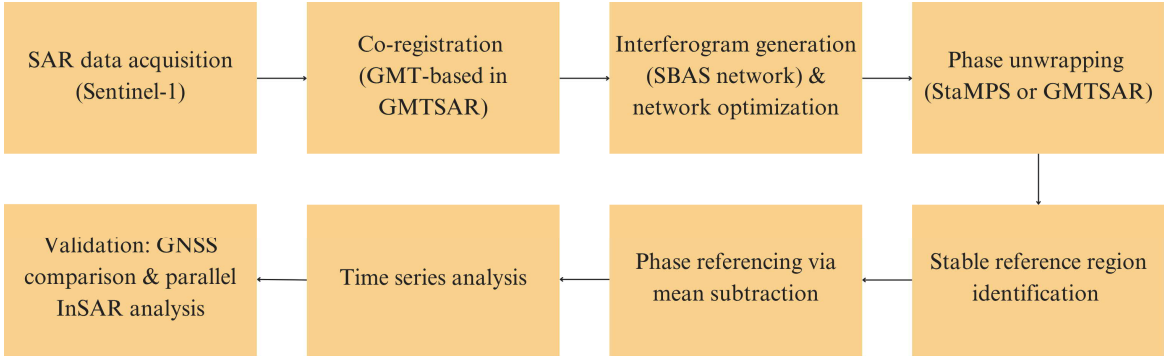 SAR data acquisition
(Sentinel-1)
Co-registration
(GMT-based in
GMTSAR)
Interferogram generation
(SBAS network) &
network optimization
Phase unwrapping
(StaMPS or GMTSAR)
Stable reference region
identification
Phase referencing via
mean subtraction
Time series analysis
Validation: GNSS
comparison & parallel
InSAR analysis